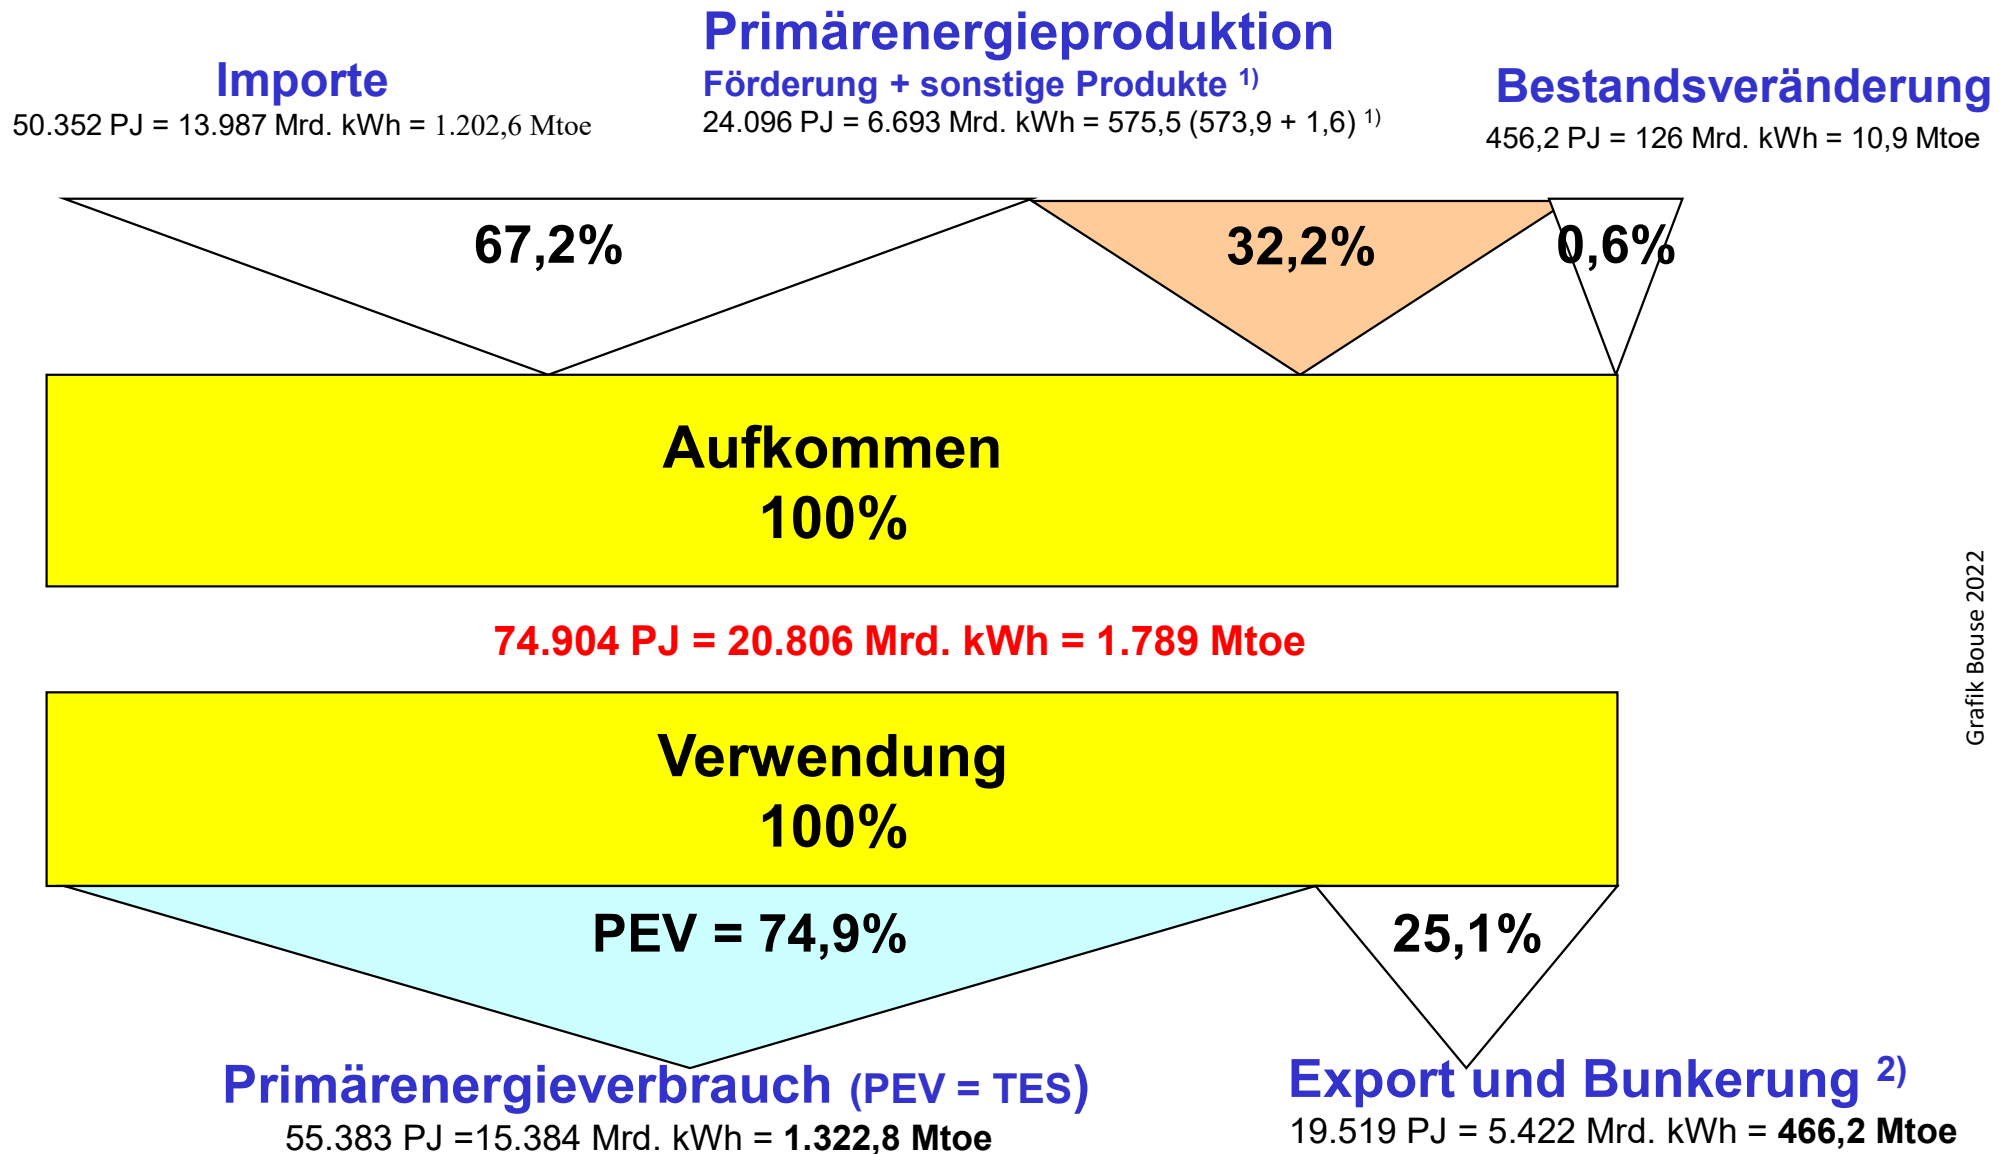 Importe
50.352 PJ = 13.987 Mrd. kWh = 1.202,6 Mtoe
Primärenergieproduktion
Förderung + sonstige Produkte ¹⁾
24.096 PJ = 6.693 Mrd. kWh = 575,5 (573,9 + 1,6) ¹⁾
Bestandsveränderung
456,2 PJ = 126 Mrd. kWh = 10,9 Mtoe
67,2%
32,2%
0,6%
Aufkommen
100%
74.904 PJ = 20.806 Mrd. kWh = 1.789 Mtoe
Verwendung
100%
PEV = 74,9%
25,1%
Primärenergieverbrauch (PEV = TES)
55.383 PJ =15.384 Mrd. kWh = 1.322,8 Mtoe
Export und Bunkerung ²⁾
19.519 PJ = 5.422 Mrd. kWh = 466,2 Mtoe
Grafik Bouse 2022